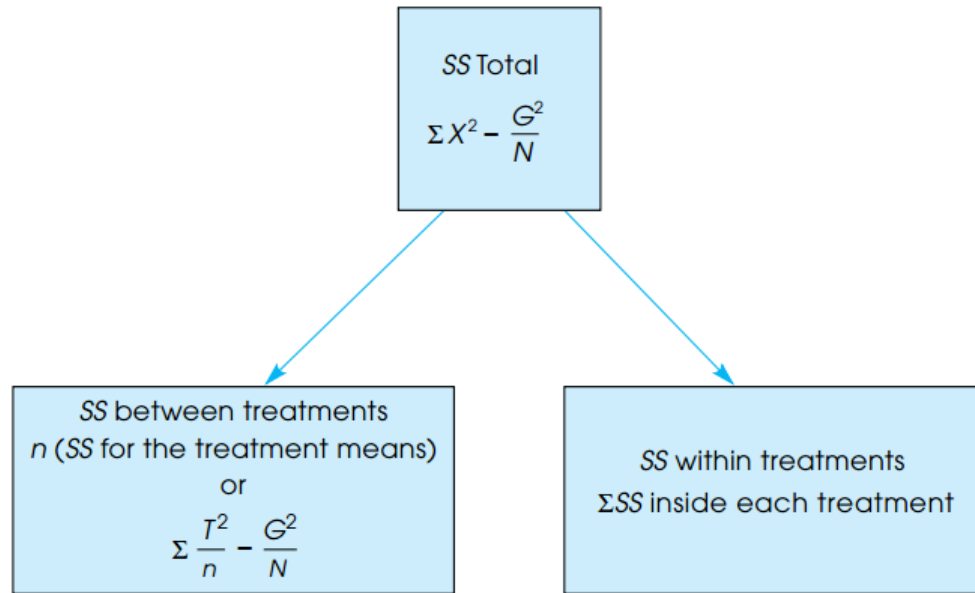 SS Total
ΣX² − G²/N
SS between treatments
n (SS for the treatment means)
or
Σ T²/n − G²/N
SS within treatments
ΣSS inside each treatment